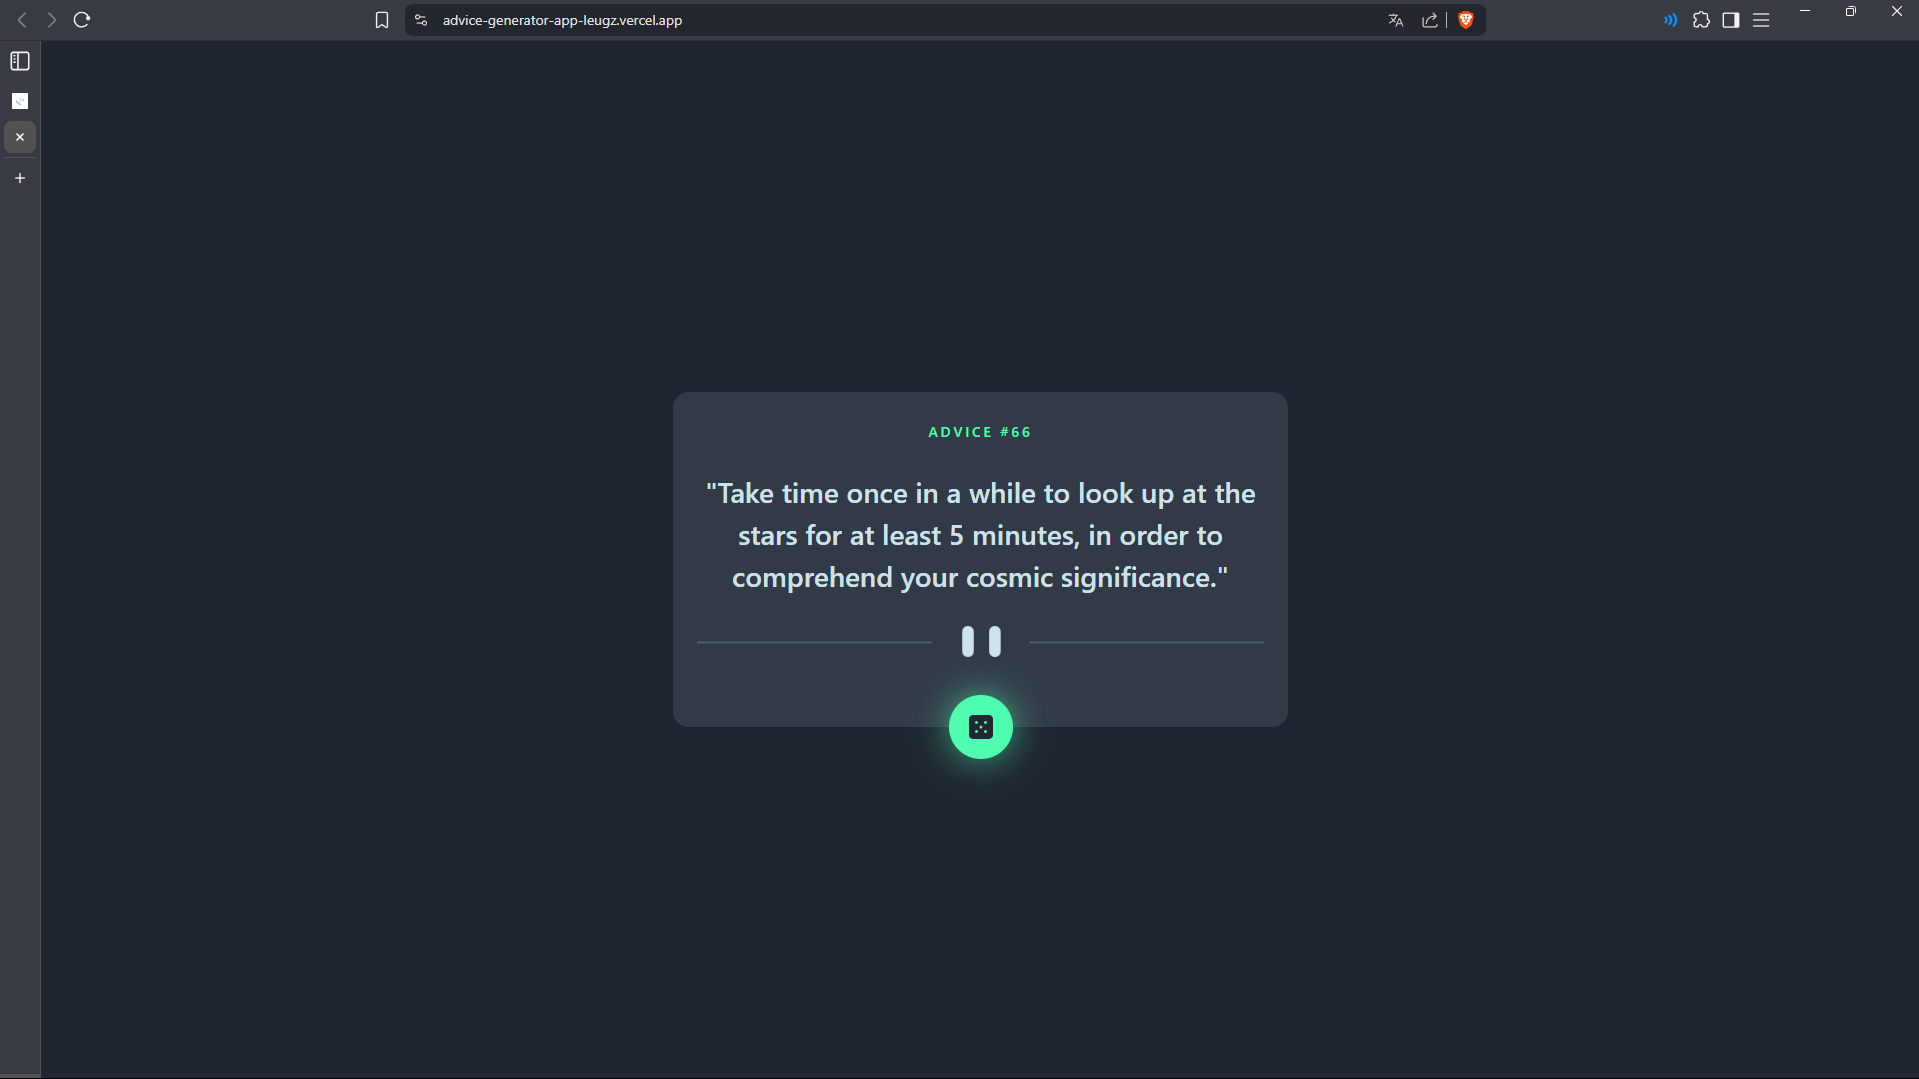 advice-generator-app-leugz.vercel.app
ADVICE #66
"Take time once in a while to look up at the
stars for at least 5 minutes, in order to
comprehend your cosmic significance."